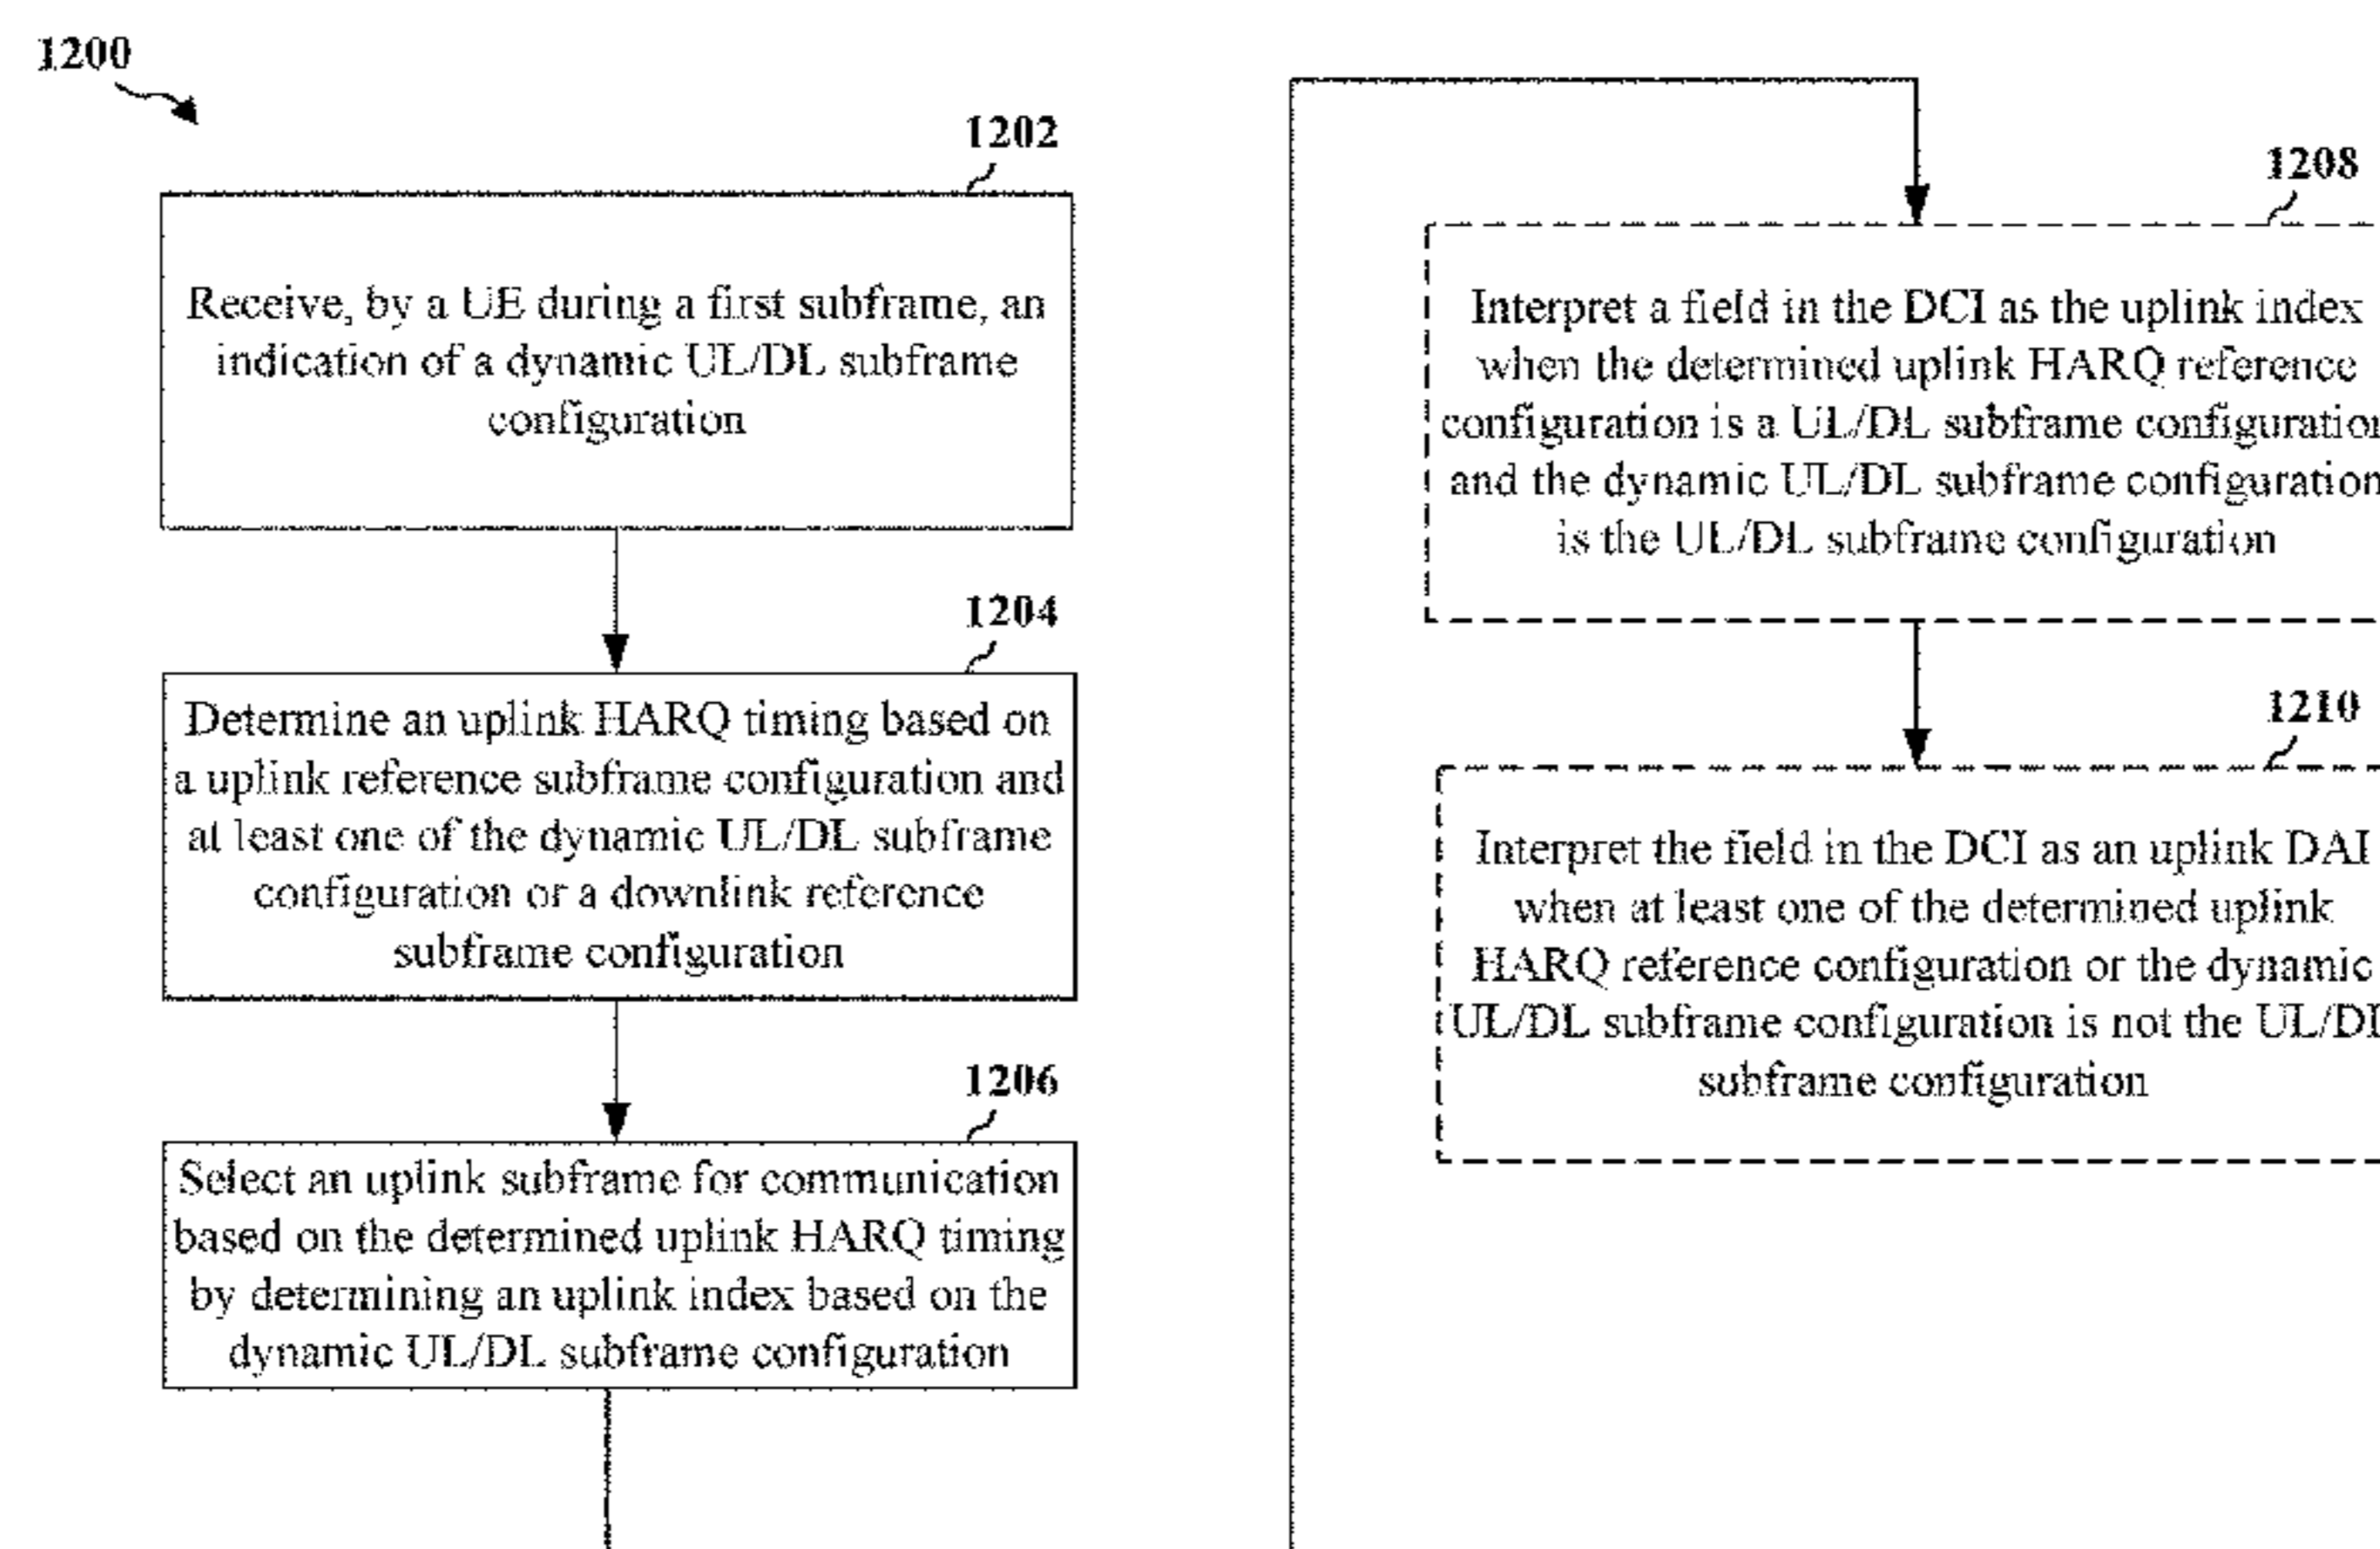 1200
1202
Receive, by a UE during a first subframe, an
indication of a dynamic UL/DL subframe
configuration
1204
Determine an uplink HARQ timing based on
a uplink reference subframe configuration and
at least one of the dynamic UL/DL subframe
configuration or a downlink reference
subframe configuration
1206
Select an uplink subframe for communication
based on the determined uplink HARQ timing
by determining an uplink index based on the
dynamic UL/DL subframe configuration
1208
Interpret a field in the DCI as the uplink index
when the determined uplink HARQ reference
configuration is a UL/DL subframe configuration
and the dynamic UL/DL subframe configuration
is the UL/DL subframe configuration
1210
Interpret the field in the DCI as an uplink DAI
when at least one of the determined uplink
HARQ reference configuration or the dynamic
UL/DL subframe configuration is not the UL/DL
subframe configuration